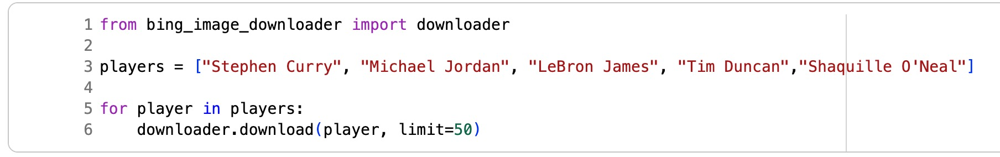 1 from bing_image_downloader import downloader
2
3 players = ["Stephen Curry", "Michael Jordan", "LeBron James", "Tim Duncan","Shaquille O'Neal"]
4
5 for player in players:
6     downloader.download(player, limit=50)